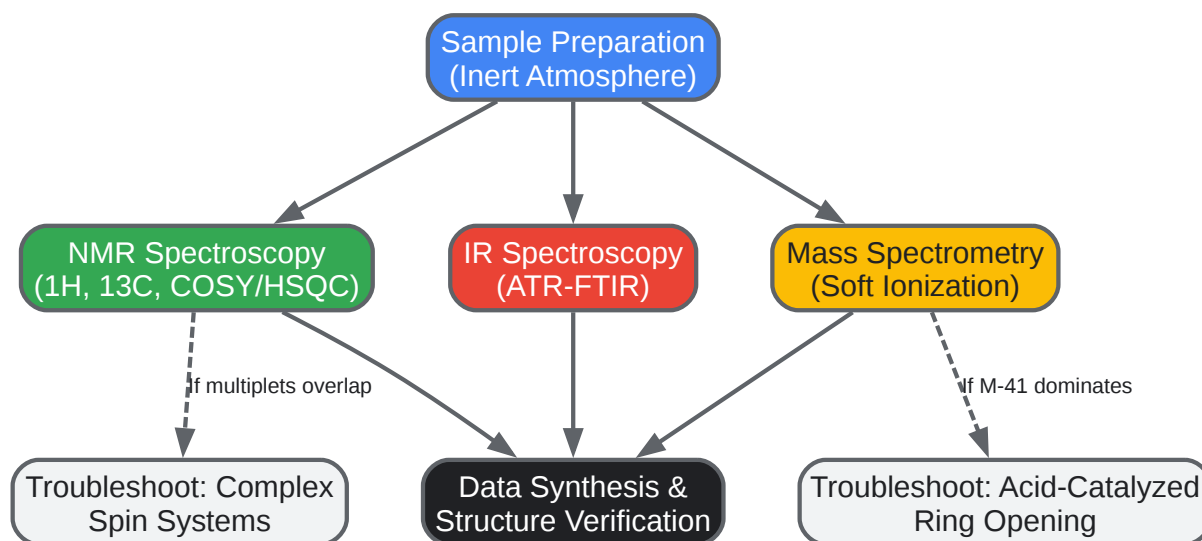 Sample Preparation
(Inert Atmosphere)
NMR Spectroscopy
(1H, 13C, COSY/HSQC)
IR Spectroscopy
(ATR-FTIR)
Mass Spectrometry
(Soft Ionization)
If multiplets overlap
If M-41 dominates
Troubleshoot: Complex
Spin Systems
Data Synthesis &
Structure Verification
Troubleshoot: Acid-Catalyzed
Ring Opening